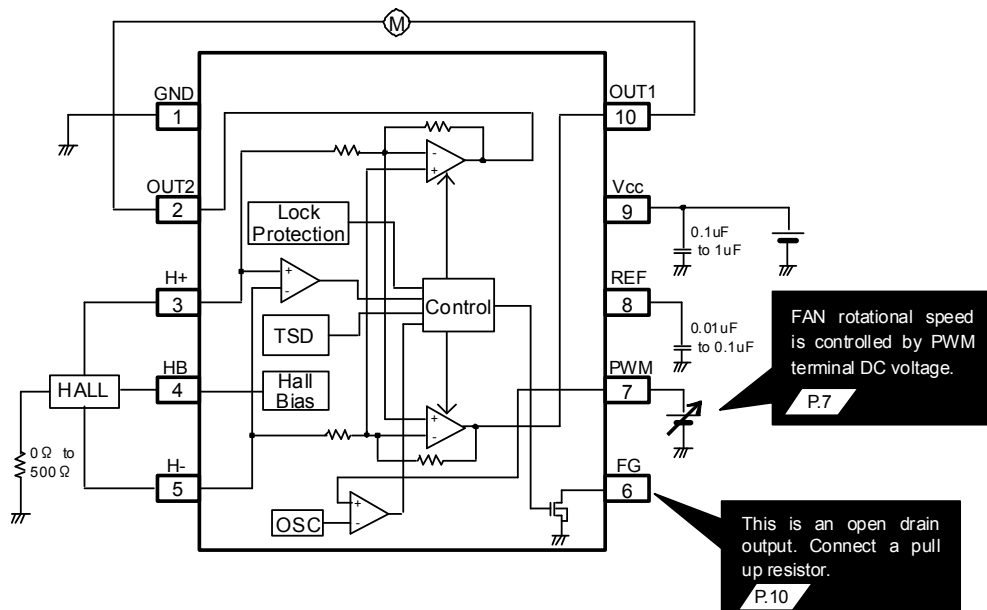 M
GND
1
OUT2
2
H+
3
HALL
HB
4
0Ω to
500Ω
H-
5
Lock
Protection
+
-
TSD
Hall
Bias
OSC
+
-
-
+
Control
+
-
OUT1
10
Vcc
9
0.1uF
to 1uF
REF
8
0.01uF
to 0.1uF
PWM
7
FG
6
FAN rotational speed
is controlled by PWM
terminal DC voltage.
P.7
This is an open drain
output. Connect a pull
up resistor.
P.10